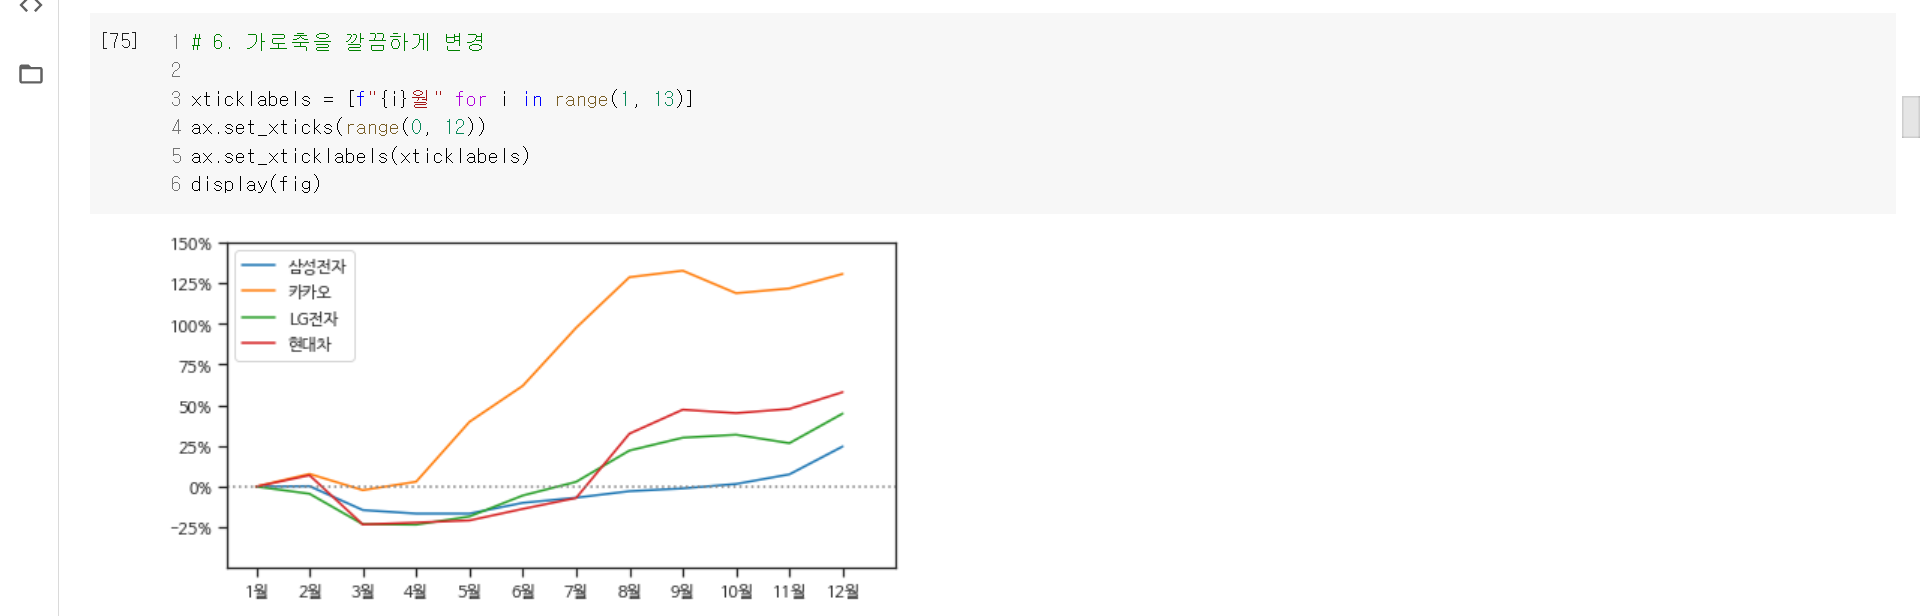 [75] 1 # 6. 가로축을 깔끔하게 변경
2
3 xticklabels = [f"{i}월" for i in range(1, 13)]
4 ax.set_xticks(range(0, 12))
5 ax.set_xticklabels(xticklabels)
6 display(fig)
150%
125%
100%
75%
50%
25%
0%
−25%
삼성전자
카카오
LG전자
현대차
1월 2월 3월 4월 5월 6월 7월 8월 9월 10월 11월 12월